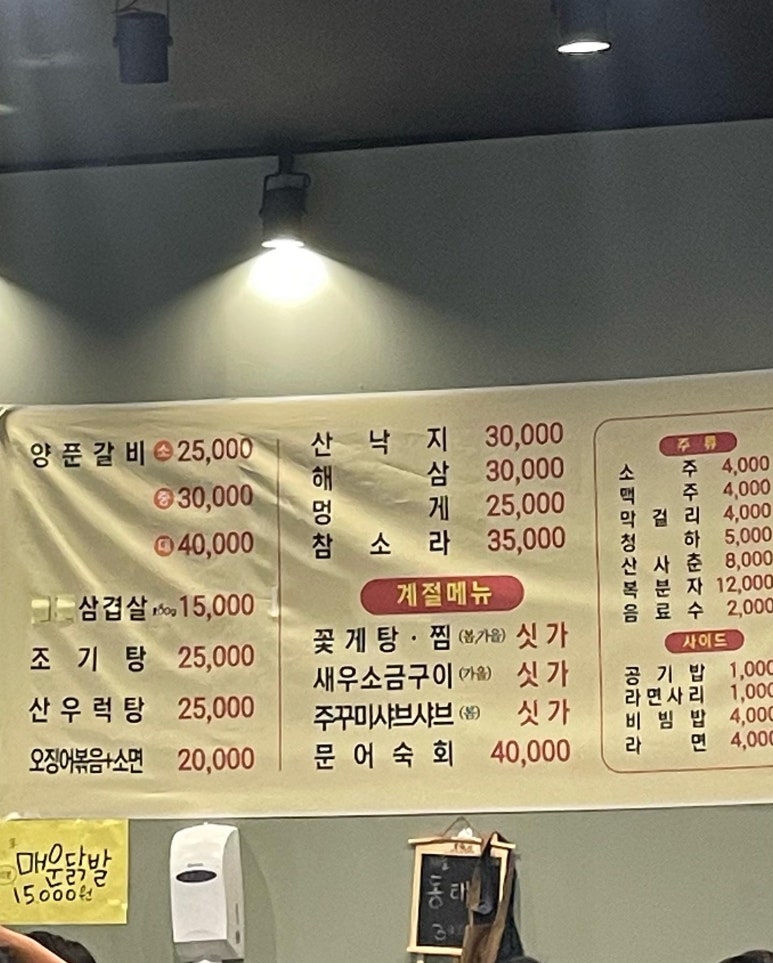 양푼갈비 소 25,000
중 30,000
대 40,000
삼겹살 15,000
조기탕 25,000
산우럭탕 25,000
오징어볶음+소면 20,000
산낙지 30,000
해삼 30,000
멍게 25,000
참소라 35,000
계절메뉴
꽃게탕·찜 (봄,가을) 싯가
새우소금구이 (가을) 싯가
주꾸미샤브샤브 (봄) 싯가
문어숙회 40,000
주류
소주 4,000
맥주 4,000
막걸리 4,000
청하 5,000
산사춘 8,000
복분자 12,000
음료수 2,000
사이드
공기밥 1,000
라면사리 1,000
비빔밥 4,000
라면 4,000
매운닭발
15,000원
동태